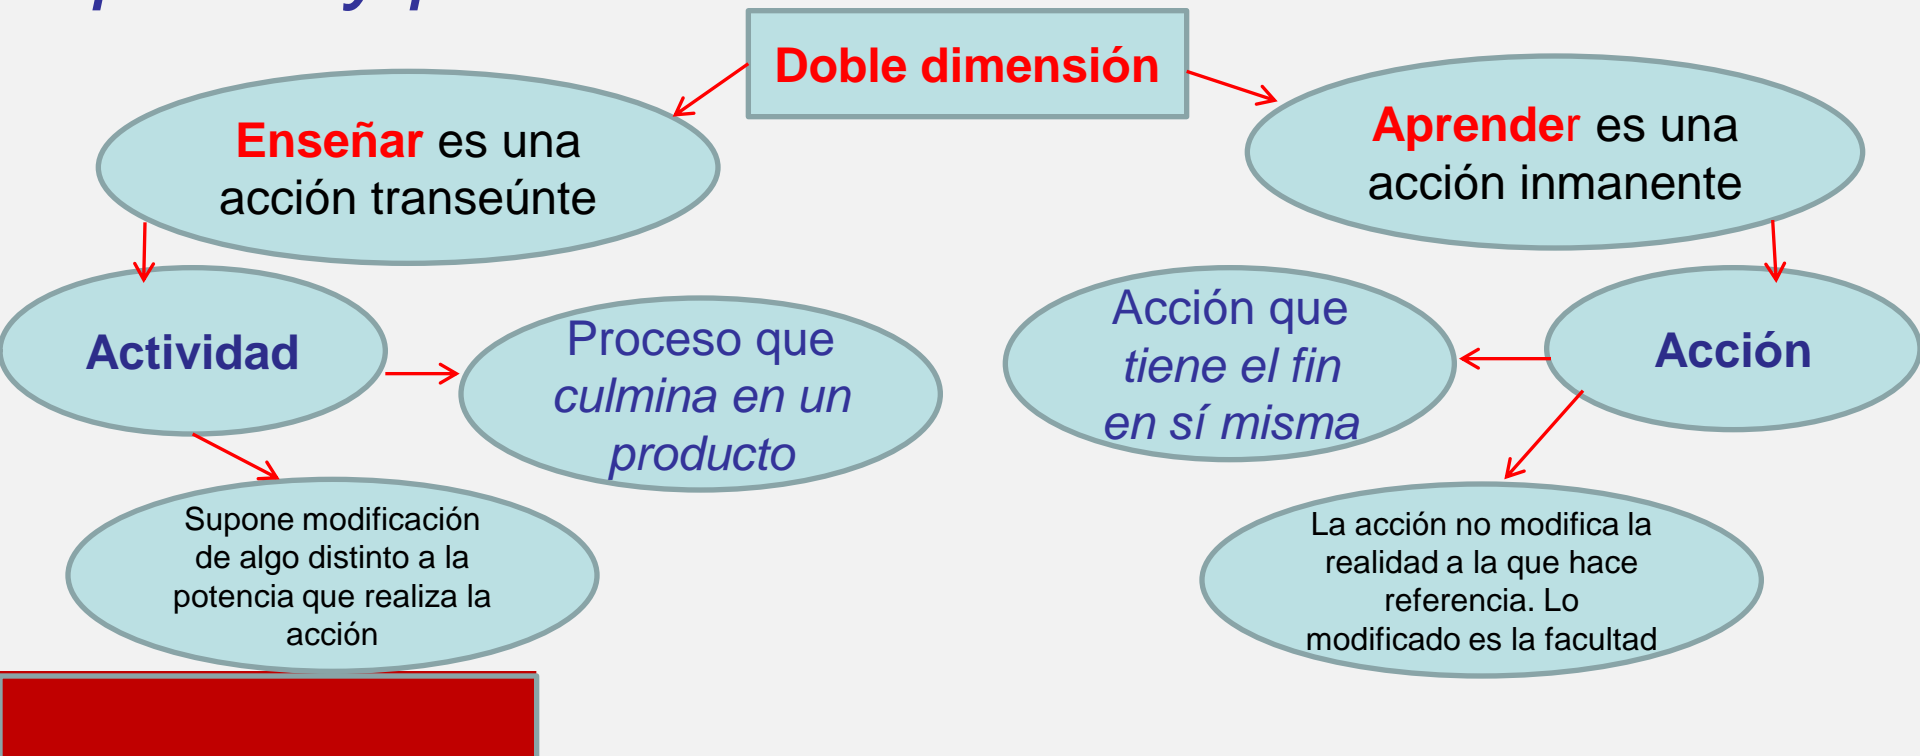 Doble dimensión
Enseñar es una
acción transeúnte
Aprender es una
acción inmanente
Actividad
Proceso que
culmina en un
producto
Acción que
tiene el fin
en sí misma
Acción
Supone modificación
de algo distinto a la
potencia que realiza la
acción
La acción no modifica la
realidad a la que hace
referencia. Lo
modificado es la facultad